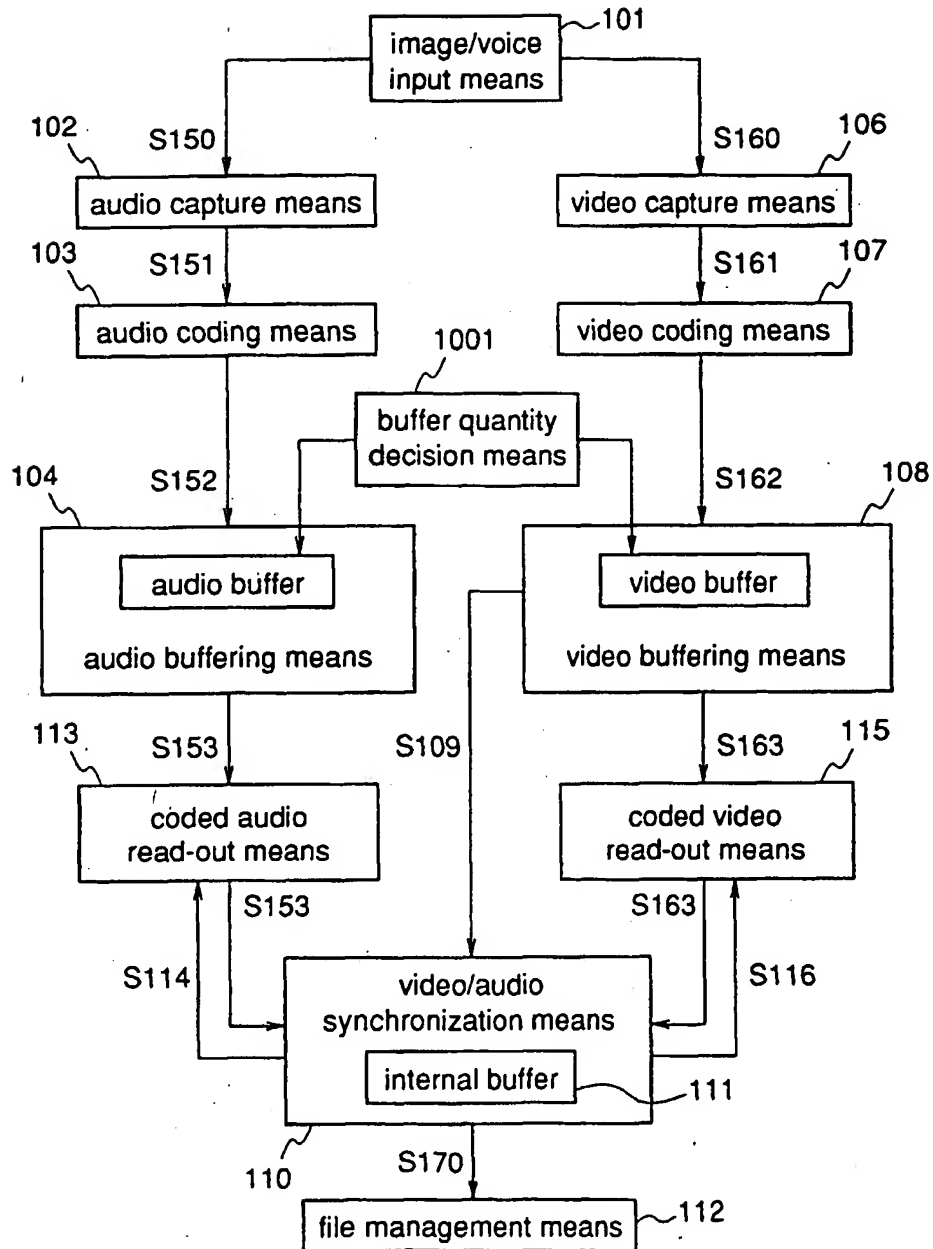 101
image/voice
input means
102
S150
S160
106
audio capture means
video capture means
103
S151
S161
107
audio coding means
video coding means
1001
buffer quantity
decision means
104
S152
S162
108
audio buffer
video buffer
audio buffering means
video buffering means
113
S153
S109
S163
115
coded audio
read-out means
coded video
read-out means
S153
S163
S114
video/audio
synchronization means
S116
internal buffer
111
110
S170
file management means
112